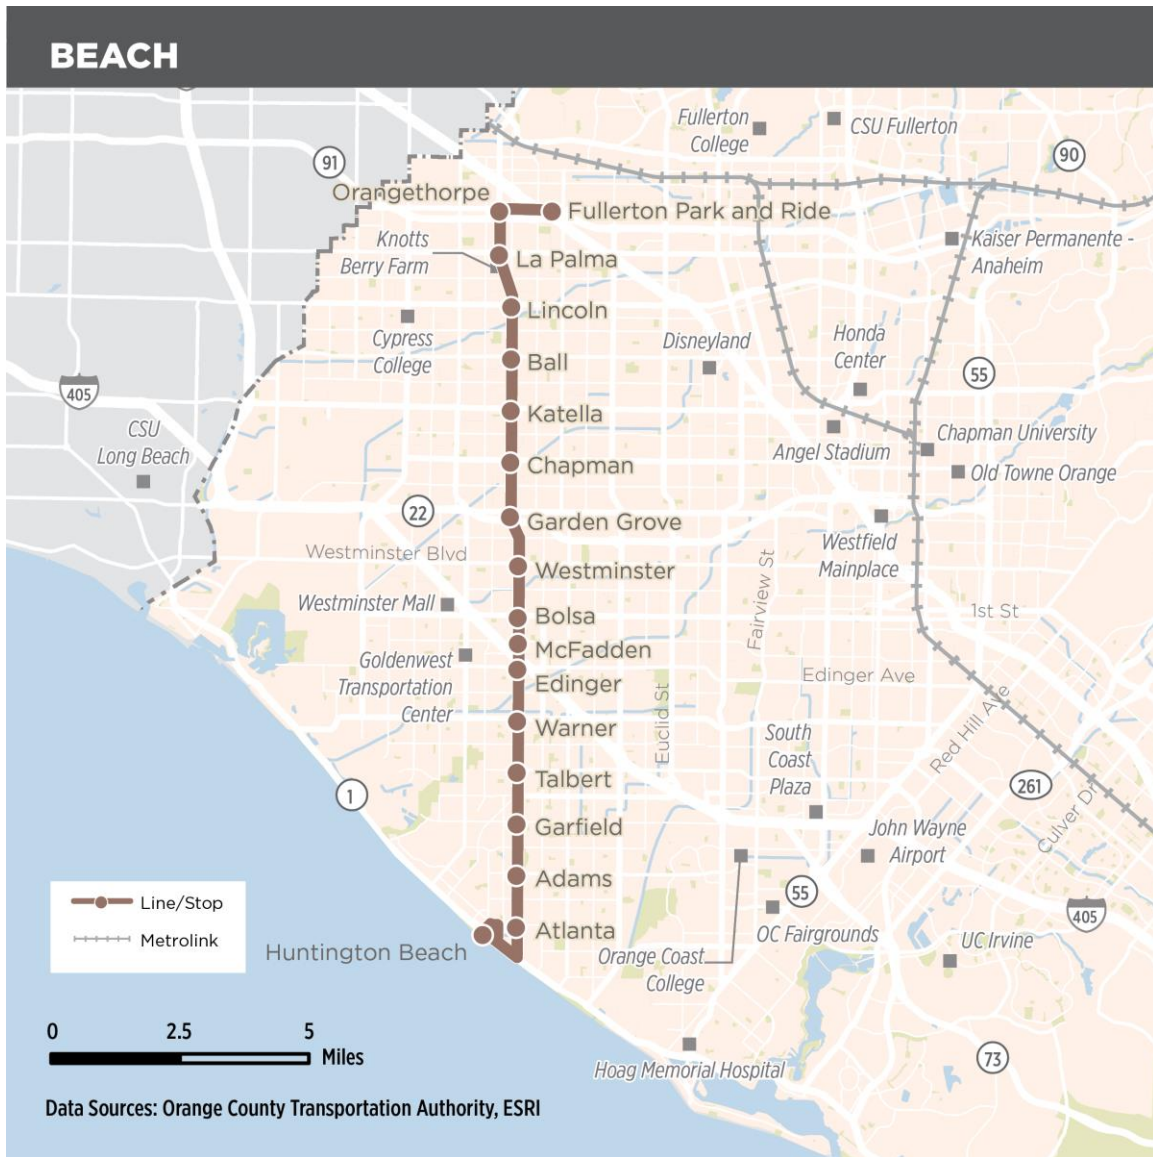 BEACH
Fullerton
College
CSU Fullerton
90
91
Orangethorpe
Fullerton Park and Ride
Knotts
Berry Farm
La Palma
Kaiser Permanente -
Anaheim
Lincoln
Cypress
College
Disneyland
Honda
Center
Ball
55
405
Katella
CSU
Long Beach
Angel Stadium
Chapman University
Chapman
Old Towne Orange
22
Garden Grove
Westminster Blvd
Westfield
Mainplace
Westminster
Fairview St
Westminster Mall
Bolsa
1st St
McFadden
Goldenwest
Transportation
Center
Edinger
Edinger Ave
Euclid St
Red Hill Ave
Warner
South
Coast
Plaza
Talbert
261
1
Culver Dr
Garfield
John Wayne
Airport
Adams
55
405
Line/Stop
Metrolink
Atlanta
OC Fairgrounds
UC Irvine
Huntington Beach
Orange Coast
College
0 2.5 5
Miles
73
Hoag Memorial Hospital
Data Sources: Orange County Transportation Authority, ESRI